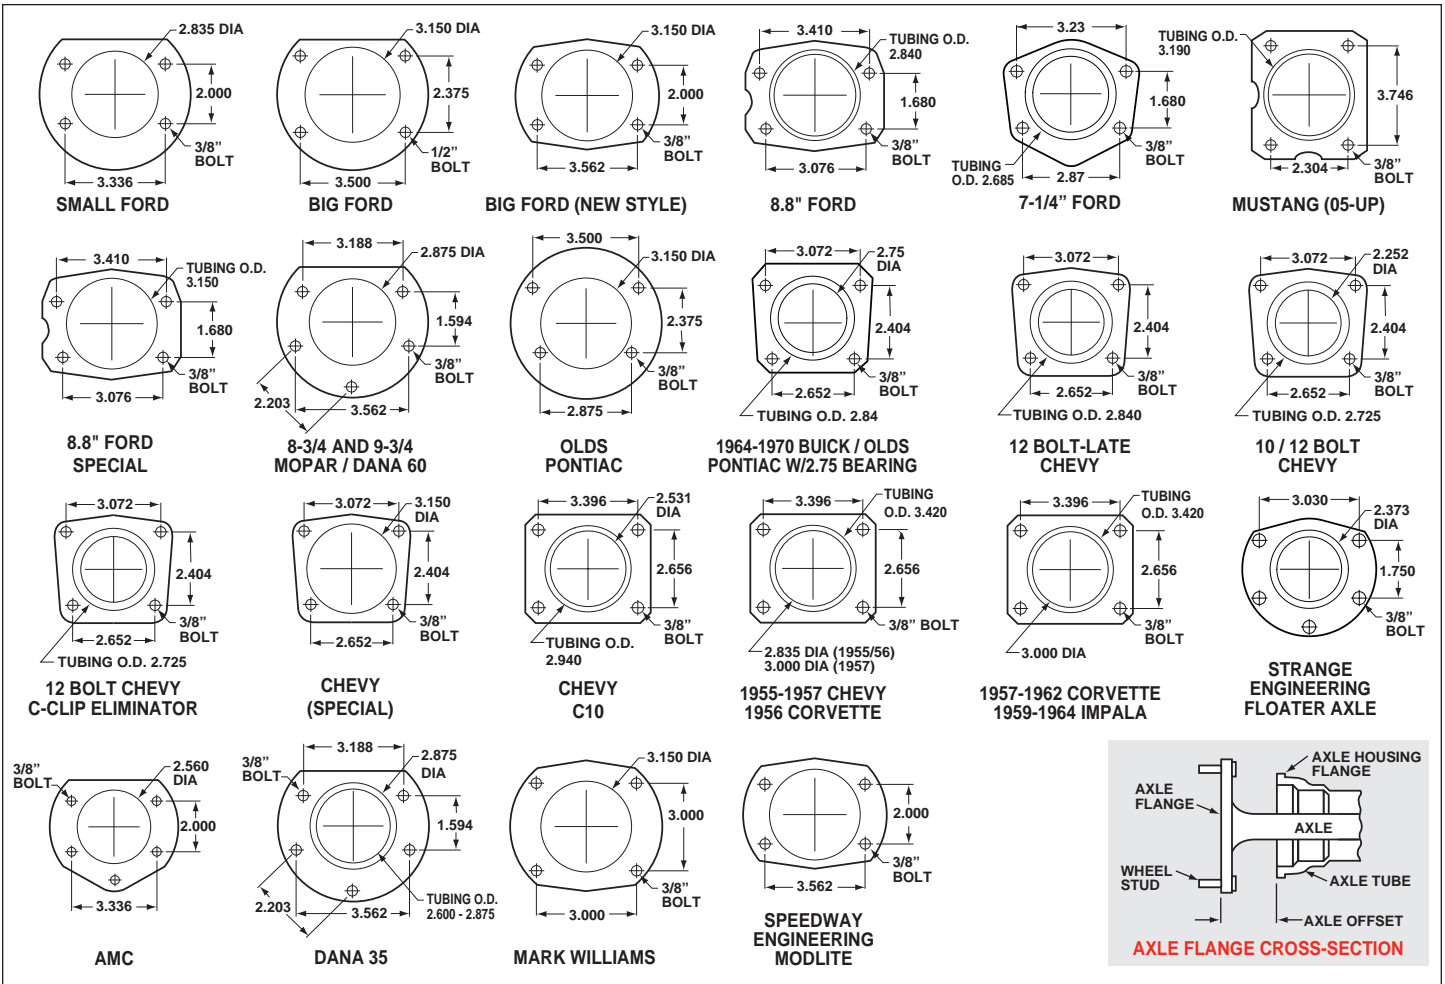 2.835 DIA
2.000
3/8”
BOLT
3.336
SMALL FORD
3.150 DIA
2.375
1/2”
BOLT
3.500
BIG FORD
3.150 DIA
2.000
3/8”
BOLT
3.562
BIG FORD (NEW STYLE)
3.410
TUBING O.D.
2.840
1.680
3/8”
BOLT
3.076
8.8" FORD
3.23
1.680
3/8”
BOLT
TUBING
O.D. 2.685
2.87
7-1/4” FORD
TUBING O.D.
3.190
3.746
3/8”
BOLT
2.304
MUSTANG (05-UP)
3.410
TUBING O.D.
3.150
1.680
3/8”
BOLT
3.076
8.8" FORD
SPECIAL
3.188
2.875 DIA
1.594
3/8”
BOLT
2.203
3.562
8-3/4 AND 9-3/4
MOPAR / DANA 60
3.500
3.150 DIA
2.375
3/8”
BOLT
2.875
OLDS
PONTIAC
3.072
2.75
DIA
2.404
3/8”
BOLT
2.652
TUBING O.D. 2.84
1964-1970 BUICK / OLDS
PONTIAC W/2.75 BEARING
3.072
2.404
3/8”
BOLT
2.652
TUBING O.D. 2.840
12 BOLT-LATE
CHEVY
3.072
2.252
DIA
2.404
3/8”
BOLT
2.652
TUBING O.D. 2.725
10 / 12 BOLT
CHEVY
3.072
2.404
3/8”
BOLT
2.652
TUBING O.D. 2.725
12 BOLT CHEVY
C-CLIP ELIMINATOR
3.072
3.150
DIA
2.404
3/8”
BOLT
2.652
CHEVY
(SPECIAL)
3.396
2.531
DIA
2.656
3/8”
BOLT
TUBING O.D.
2.940
CHEVY
C10
3.396
TUBING
O.D. 3.420
2.656
3/8” BOLT
2.835 DIA (1955/56)
3.000 DIA (1957)
1955-1957 CHEVY
1956 CORVETTE
3.396
TUBING
O.D. 3.420
2.656
3/8”
BOLT
3.000 DIA
1957-1962 CORVETTE
1959-1964 IMPALA
3.030
2.373
DIA
1.750
3/8”
BOLT
STRANGE
ENGINEERING
FLOATER AXLE
3/8”
BOLT
2.560
DIA
2.000
3.336
AMC
3/8”
BOLT
3.188
2.875
DIA
1.594
TUBING O.D.
2.600 - 2.875
2.203
3.562
DANA 35
3.150 DIA
3.000
3/8”
BOLT
3.000
MARK WILLIAMS
2.000
3/8”
BOLT
3.562
SPEEDWAY
ENGINEERING
MODLITE
AXLE HOUSING
FLANGE
AXLE
FLANGE
AXLE
WHEEL
STUD
AXLE TUBE
AXLE OFFSET
AXLE FLANGE CROSS-SECTION